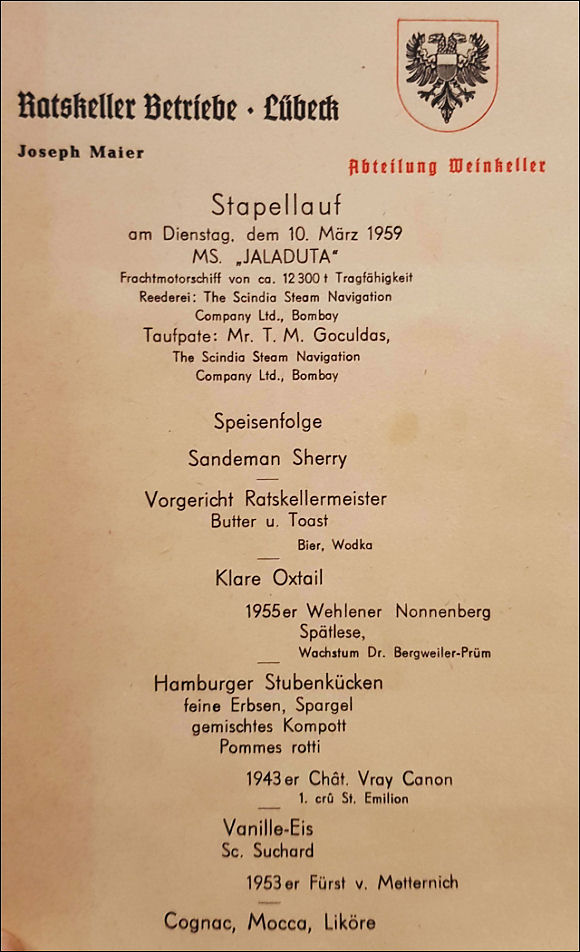 Ratskeller Betriebe · Lübeck
Joseph Maier
Abteilung Weinkeller
Stapellauf
am Dienstag, dem 10. März 1959
MS. „JALADUTA“
Frachtmotorschiff von ca. 12 300 t Tragfähigkeit
Reederei: The Scindia Steam Navigation
Company Ltd., Bombay
Taufpate: Mr. T. M. Goculdas,
The Scindia Steam Navigation
Company Ltd., Bombay
Speisenfolge
Sandeman Sherry
Vorgericht Ratskellermeister
Butter u. Toast
Bier, Wodka
Klare Oxtail
1955er Wehlener Nonnenberg
Spätlese,
Wachstum Dr. Bergweiler-Prüm
Hamburger Stubenkücken
feine Erbsen, Spargel
gemischtes Kompott
Pommes rotti
1943er Chât. Vray Canon
1. crû St. Emilion
Vanille-Eis
Sc. Suchard
1953er Fürst v. Metternich
Cognac, Mocca, Liköre